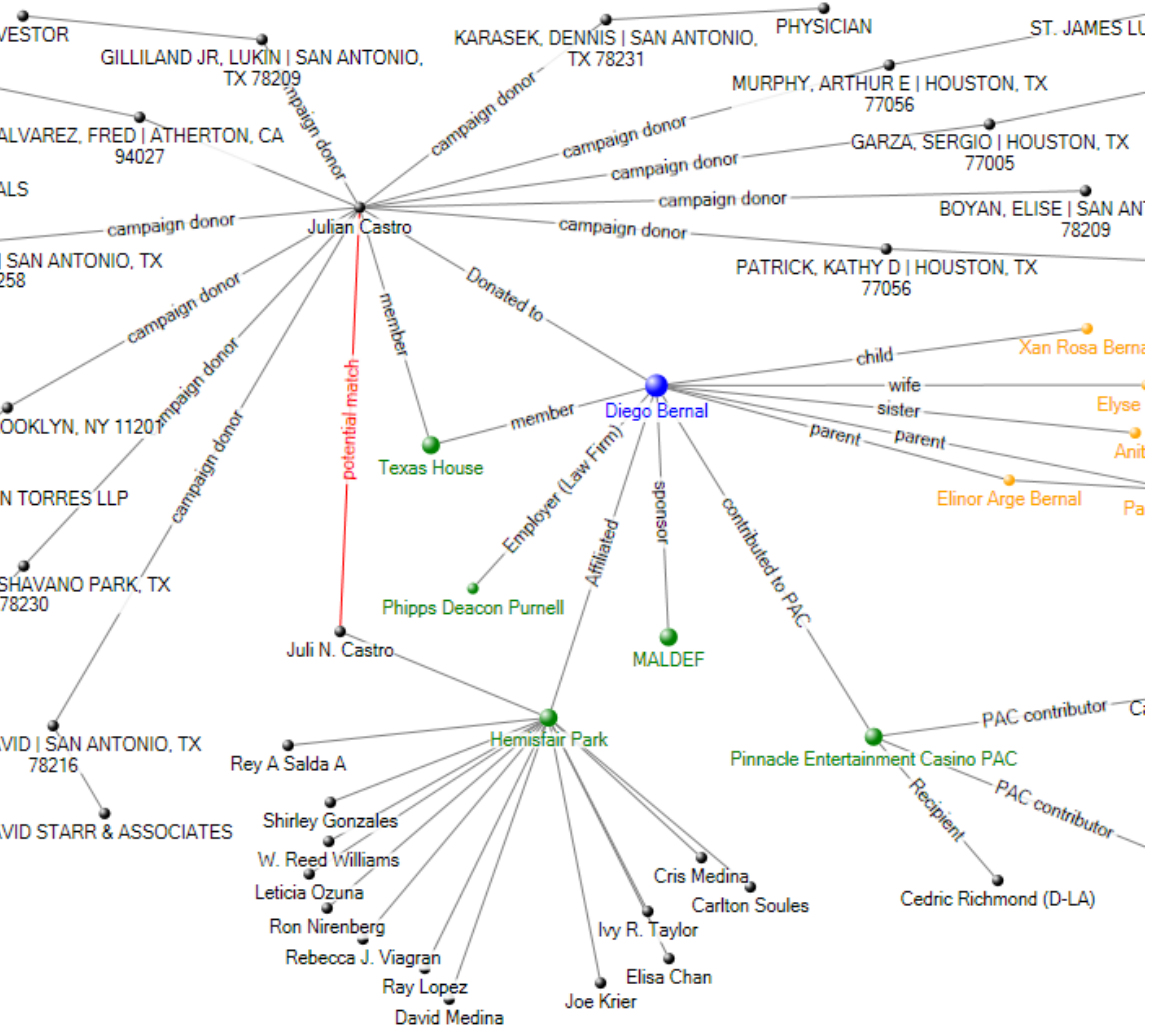 VESTOR
GILLILAND JR, LUKIN | SAN ANTONIO,
TX 78209
KARASEK, DENNIS | SAN ANTONIO,
TX 78231
PHYSICIAN
ST. JAMES LU
MURPHY, ARTHUR E | HOUSTON, TX
77056
ALVAREZ, FRED | ATHERTON, CA
94027
GARZA, SERGIO | HOUSTON, TX
77005
mpaign donor
campaign donor
campaign donor
campaign donor
campaign donor
campaign donor
campaign donor
ALS
BOYAN, ELISE | SAN ANT
78209
Julian Castro
| SAN ANTONIO, TX
258
PATRICK, KATHY D | HOUSTON, TX
77056
campaign donor
mpaign donor
campaign donor
member
Donated to
potential match
child
Xan Rosa Berna
wife
Elyse
sister
Anit
parent
parent
Elinor Arge Bernal
Pa
Diego Bernal
member
Texas House
OOKLYN, NY 11201
N TORRES LLP
Employer (Law Firm)
Affiliated
sponsor
contributed to PAC
SHAVANO PARK, TX
78230
Phipps Deacon Purnell
MALDEF
Juli N. Castro
VID | SAN ANTONIO, TX
78216
Hemisfair Park
Rey A Salda A
PAC contributor
Ca
Pinnacle Entertainment Casino PAC
PAC contributor
Recipient
Cedric Richmond (D-LA)
VID STARR & ASSOCIATES
Shirley Gonzales
W. Reed Williams
Leticia Ozuna
Ron Nirenberg
Rebecca J. Viagran
Ray Lopez
David Medina
Cris Medina
Carlton Soules
Ivy R. Taylor
Elisa Chan
Joe Krier